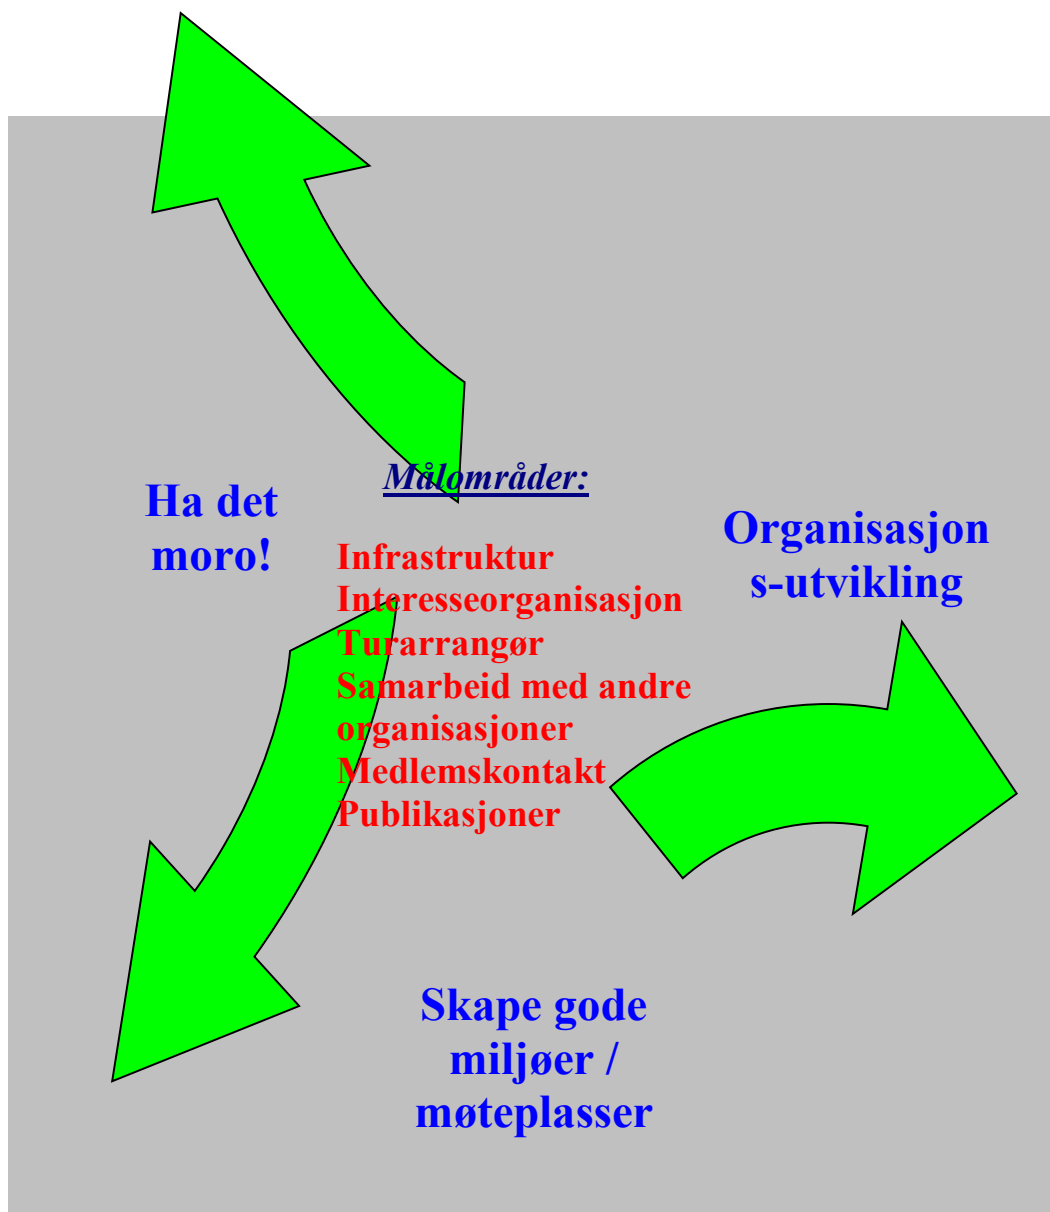 Målområder:
Ha det
moro!
Infrastruktur
Interesseorganisasjon
Turarrangør
Samarbeid med andre
organisasjoner
Medlemskontakt
Publikasjoner
Organisasjon
s-utvikling
Skape gode
miljøer /
møteplasser